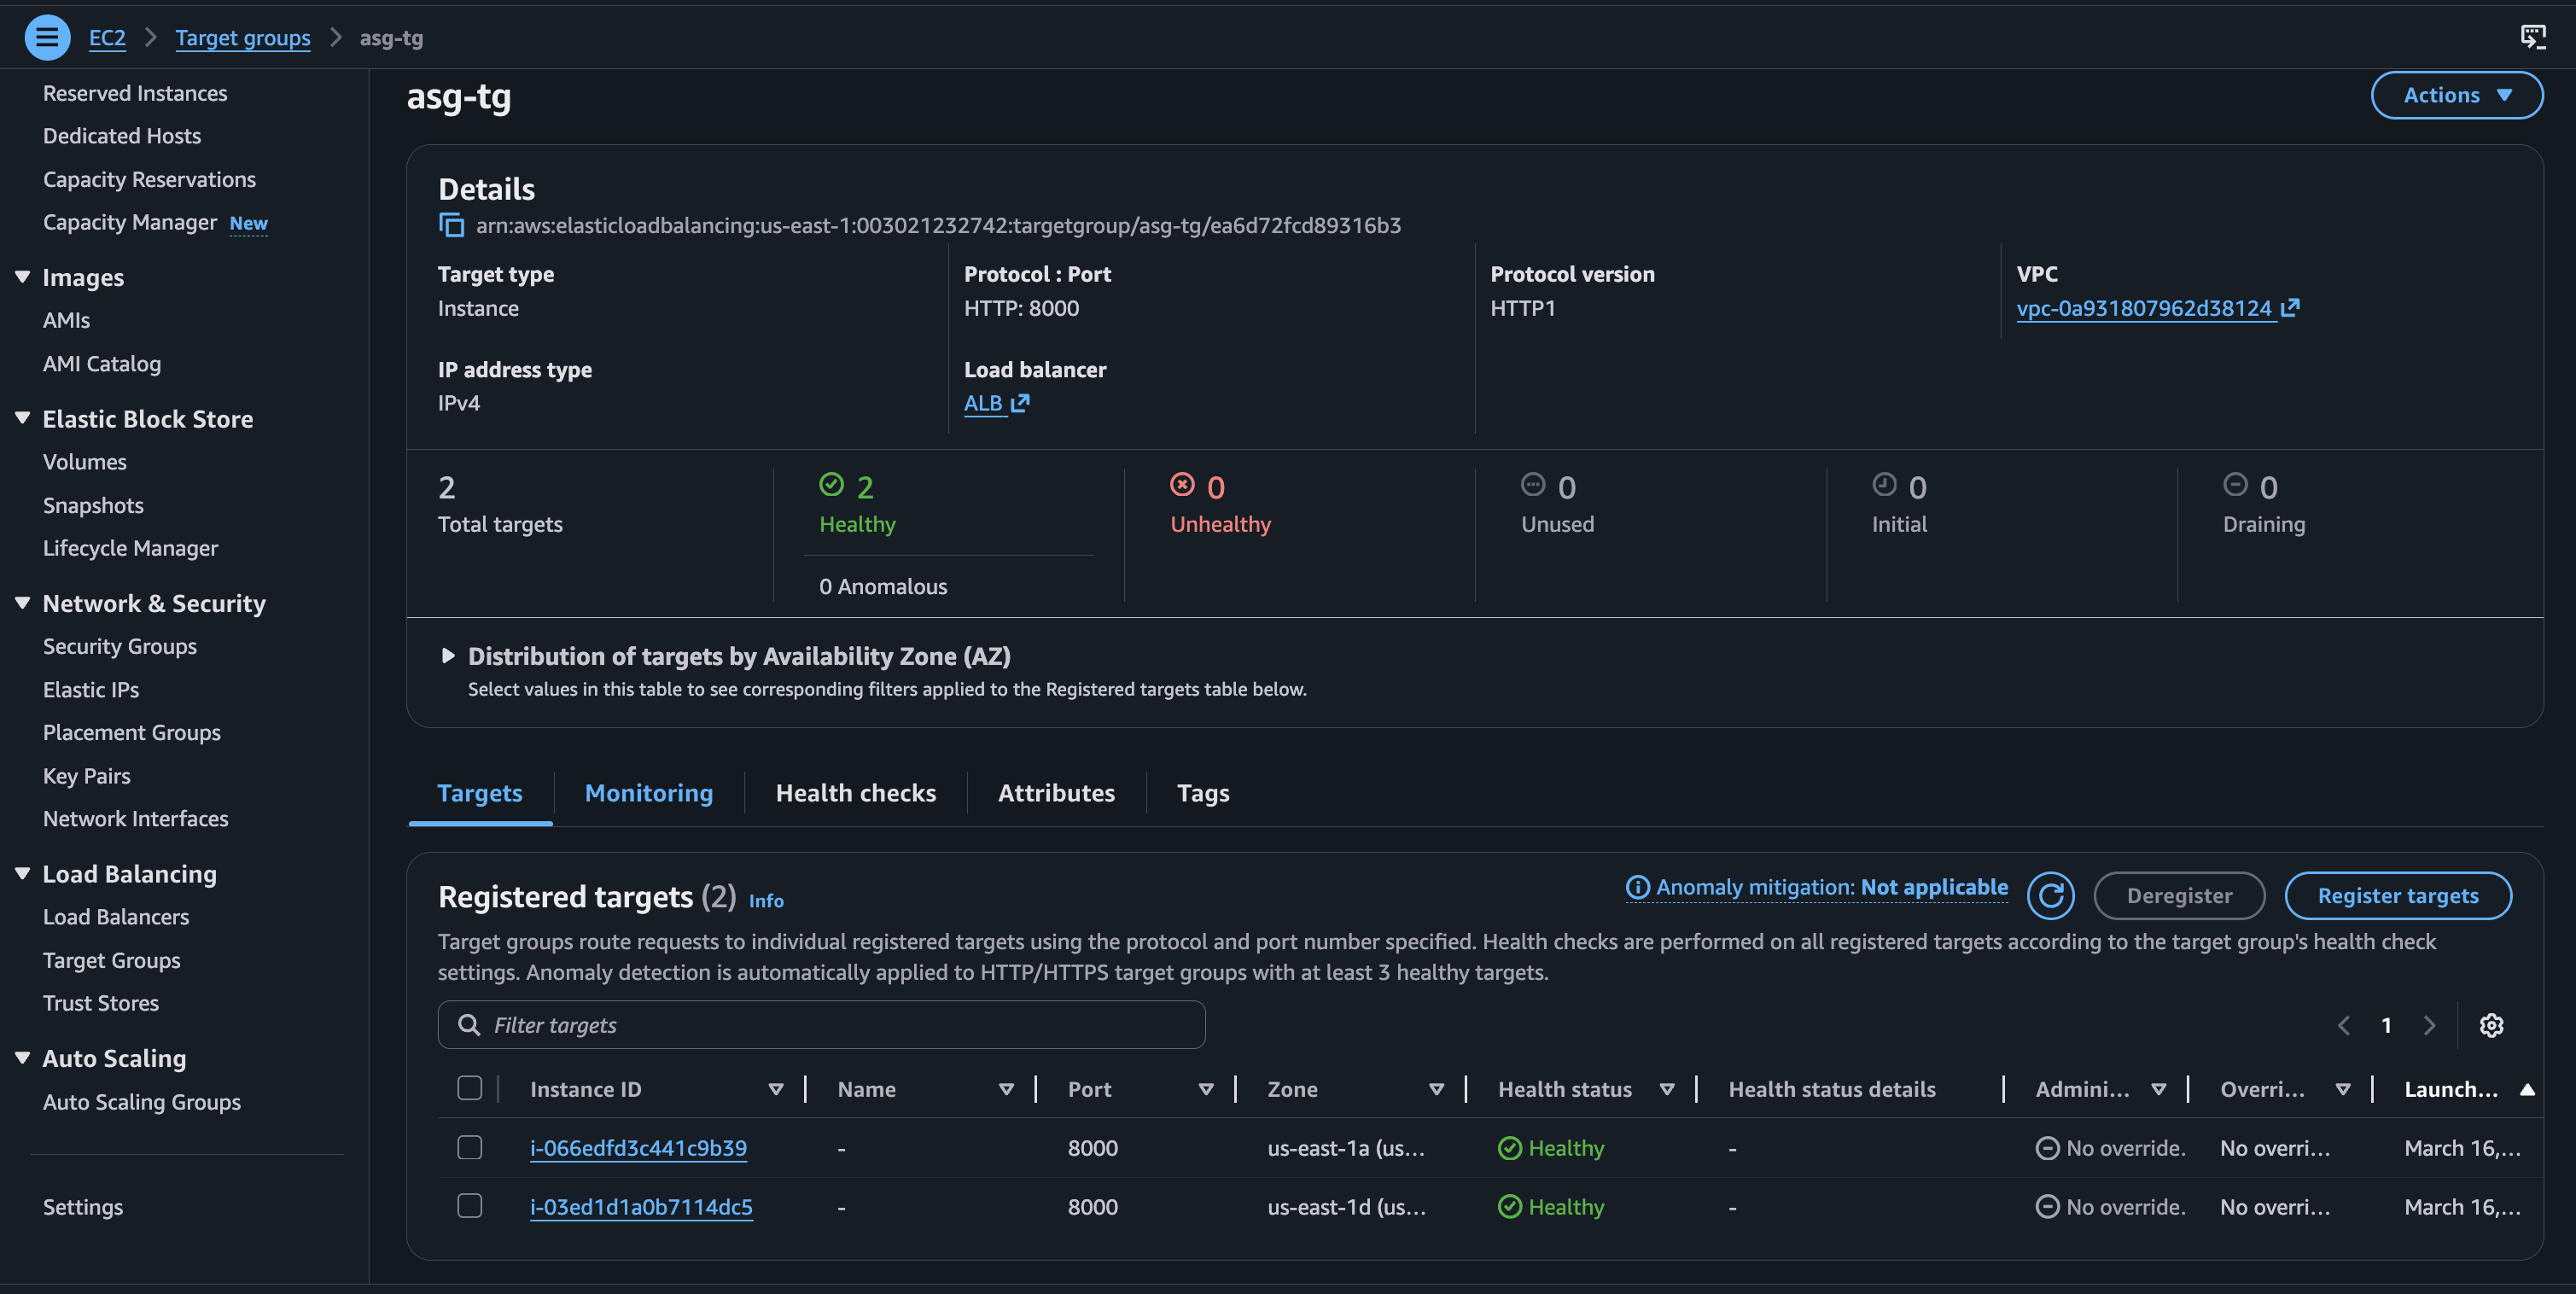 EC2 > Target groups > asg-tg
Reserved Instances
Dedicated Hosts
Capacity Reservations
Capacity Manager New
Images
AMIs
AMI Catalog
Elastic Block Store
Volumes
Snapshots
Lifecycle Manager
Network & Security
Security Groups
Elastic IPs
Placement Groups
Key Pairs
Network Interfaces
Load Balancing
Load Balancers
Target Groups
Trust Stores
Auto Scaling
Auto Scaling Groups
Settings
asg-tg
Actions
Details
arn:aws:elasticloadbalancing:us-east-1:003021232742:targetgroup/asg-tg/ea6d72fcd89316b3
Target type
Instance
Protocol : Port
HTTP: 8000
Protocol version
HTTP1
VPC
vpc-0a931807962d38124
IP address type
IPv4
Load balancer
ALB
2
Total targets
2
Healthy
0 Anomalous
0
Unhealthy
0
Unused
0
Initial
0
Draining
Distribution of targets by Availability Zone (AZ)
Select values in this table to see corresponding filters applied to the Registered targets table below.
Targets Monitoring Health checks Attributes Tags
Registered targets (2) Info
Anomaly mitigation: Not applicable
Deregister
Register targets
Target groups route requests to individual registered targets using the protocol and port number specified. Health checks are performed on all registered targets according to the target group's health check
settings. Anomaly detection is automatically applied to HTTP/HTTPS target groups with at least 3 healthy targets.
Filter targets
1
Instance ID Name Port Zone Health status Health status details Admini... Overri... Launch...
i-066edfd3c441c9b39 - 8000 us-east-1a (us... Healthy - No override. No overri... March 16,...
i-03ed1d1a0b7114dc5 - 8000 us-east-1d (us... Healthy - No override. No overri... March 16,...